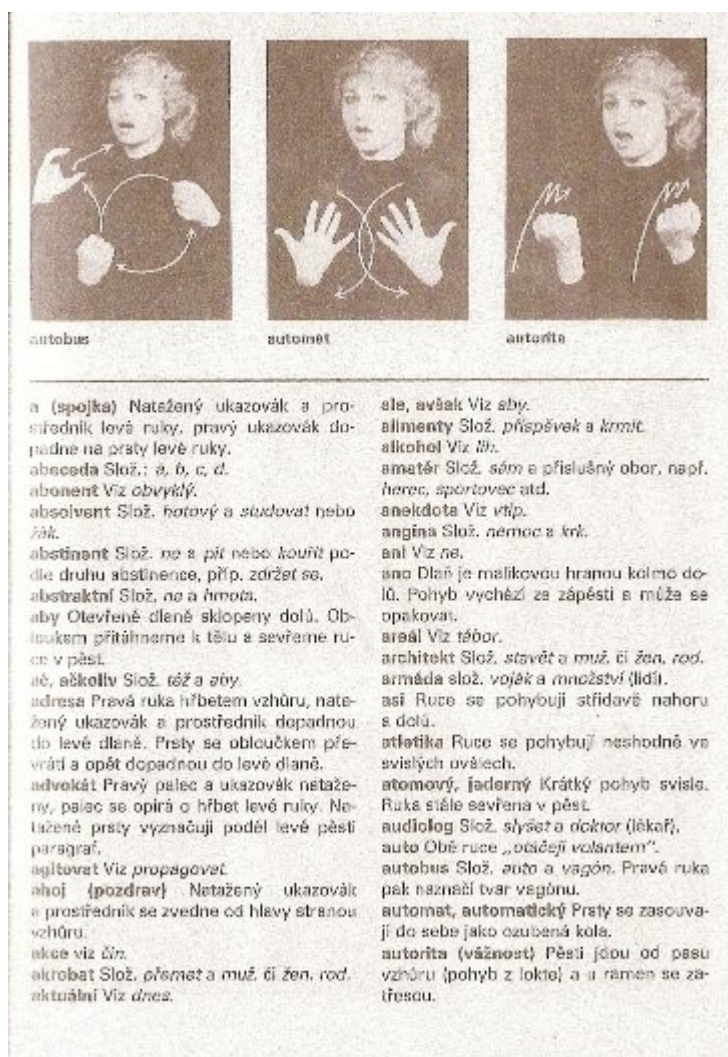 autobus
automat
autorita
a (spojka) Natažený ukazovák a pro-
středník levé ruky, pravý ukazovák do-
padne na prsty levé ruky.
abeceda Slož.: a, b, c, d.
abonent Viz obvyklý.
absolvent Slož. hotový a studovat nebo
žák.
abstinent Slož. ne a pít nebo kouřit po-
dle druhu abstinence, příp. zdržet se.
abstraktní Slož. ne a hmota.
aby Otevřené dlaně sklopeny dolů. Ob-
loukem přitáhneme k tělu a sevřeme ru-
ce v pěst.
ač, ačkoliv Slož. též a aby.
adresa Pravá ruka hřbetem vzhůru, nata-
žený ukazovák a prostředník dopadnou
do levé dlaně. Prsty se obloučkem pře-
vrátí a opět dopadnou do levé dlaně.
advokát Pravý palec a ukazovák nataže-
ny, palec se opírá o hřbet levé ruky. Na-
tažené prsty vyznačují podél levé pěsti
paragraf.
agitovat Viz propagovat.
ahoj (pozdrav) Natažený ukazovák
a prostředník se zvedne od hlavy stranou
vzhůru.
akce viz čin.
akrobat Slož. přemet a muž. či žen. rod.
aktuální Viz dnes.
ale, avšak Viz aby.
alimenty Slož. příspěvek a krmit.
alkohol Viz líh.
amatér Slož. sám a příslušný obor, např.
herec, sportovec atd.
anekdota Viz vtip.
angina Slož. nemoc a krk.
ani Viz ne.
ano Dlaň je malíkovou hranou kolmo do-
lů. Pohyb vychází ze zápěstí a může se
opakovat.
areál Viz tábor.
architekt Slož. stavět a muž. či žen. rod.
armáda slož. voják a množství (lidí).
asi Ruce se pohybují střídavě nahoru
a dolů.
atletika Ruce se pohybují neshodně ve
svislých oválech.
atomový, jaderný Krátký pohyb svisle.
Ruka stále sevřena v pěst.
audiolog Slož. slyšet a doktor (lékař).
auto Obě ruce „otáčejí volantem“.
autobus Slož. auto a vagón. Pravá ruka
pak naznačí tvar vagónu.
automat, automatický Prsty se zasouva-
jí do sebe jako ozubená kola.
autorita (vážnost) Pěsti jdou od pasu
vzhůru (pohyb z lokte) a u ramen se za-
třesou.